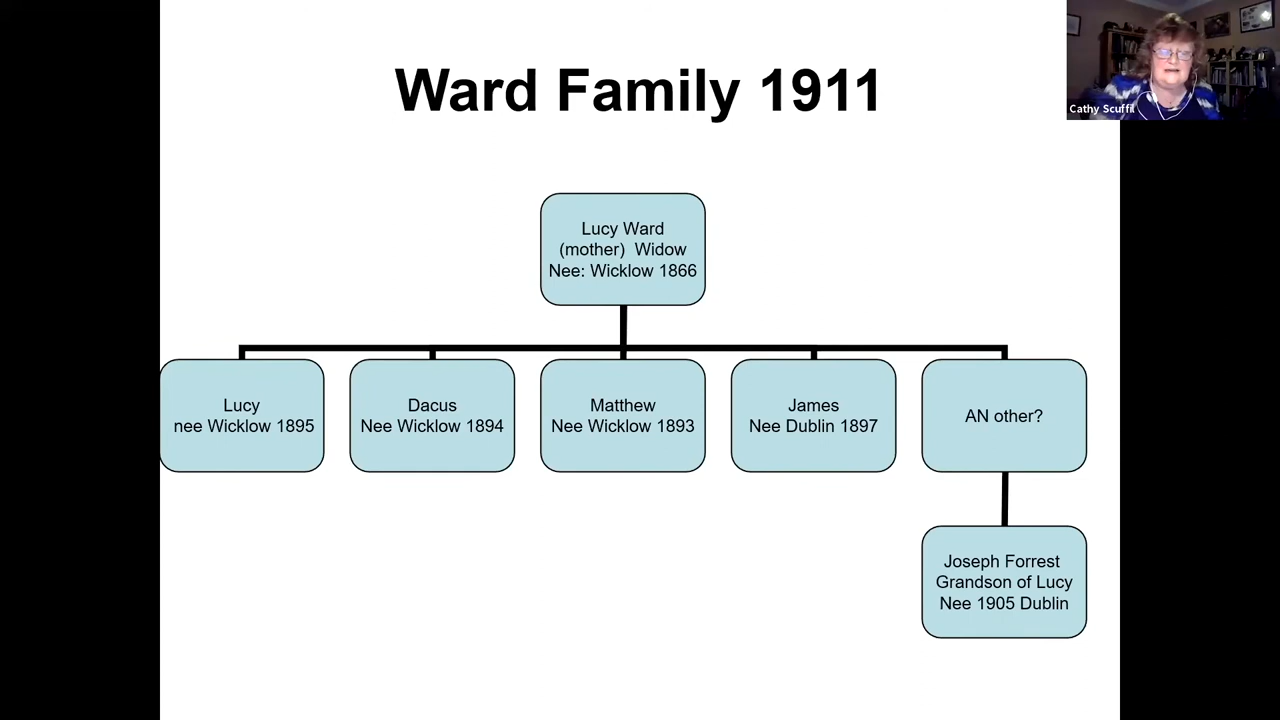 Ward Family 1911
Cathy Scuffil
Lucy Ward
(mother) Widow
Nee: Wicklow 1866
Lucy
nee Wicklow 1895
Dacus
Nee Wicklow 1894
Matthew
Nee Wicklow 1893
James
Nee Dublin 1897
AN other?
Joseph Forrest
Grandson of Lucy
Nee 1905 Dublin